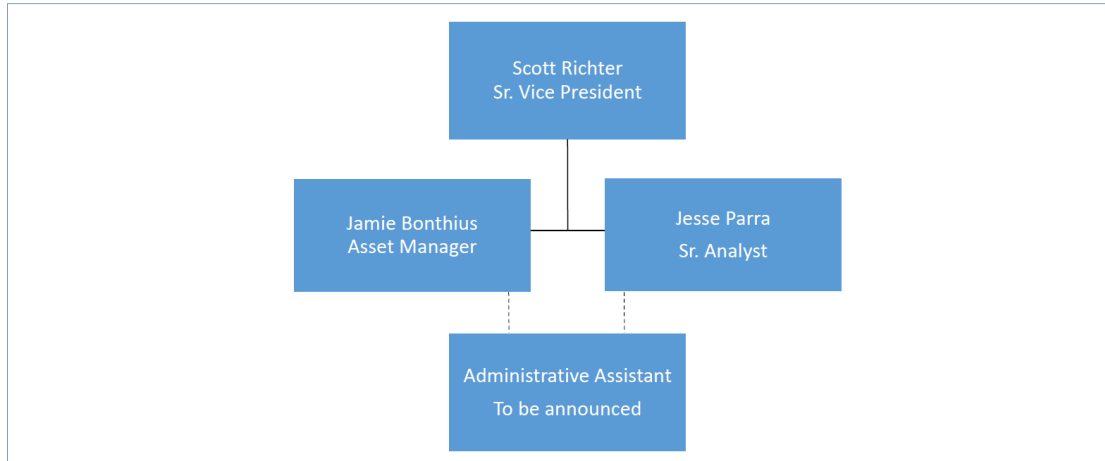 Scott Richter
Sr. Vice President
Jamie Bonthius
Asset Manager
Jesse Parra
Sr. Analyst
Administrative Assistant
To be announced